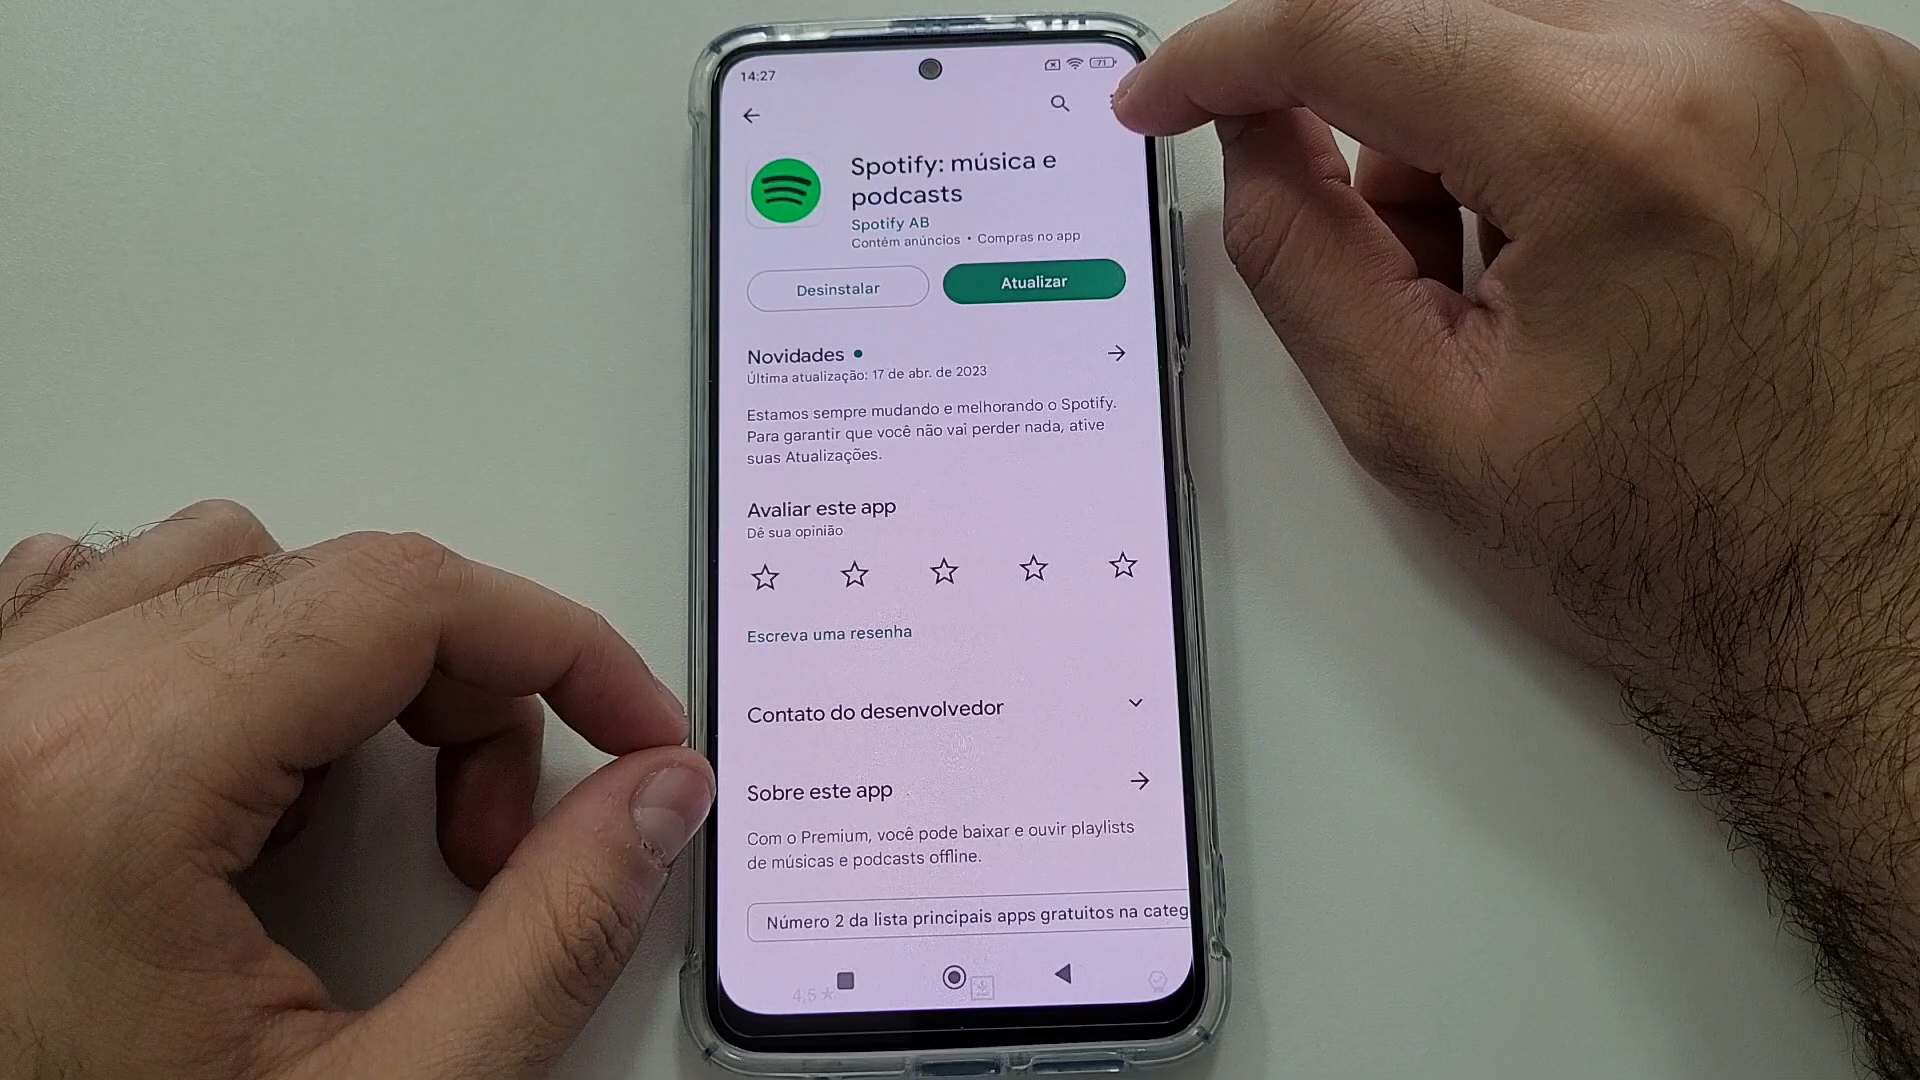 14:27
71
Spotify: música e
podcasts
Spotify AB
Contém anúncios • Compras no app
Desinstalar
Atualizar
Novidades
Última atualização: 17 de abr. de 2023
Estamos sempre mudando e melhorando o Spotify.
Para garantir que você não vai perder nada, ative
suas Atualizações.
Avaliar este app
Dê sua opinião
Escreva uma resenha
Contato do desenvolvedor
Sobre este app
Com o Premium, você pode baixar e ouvir playlists
de músicas e podcasts offline.
Número 2 da lista principais apps gratuitos na categ
4,5 ★